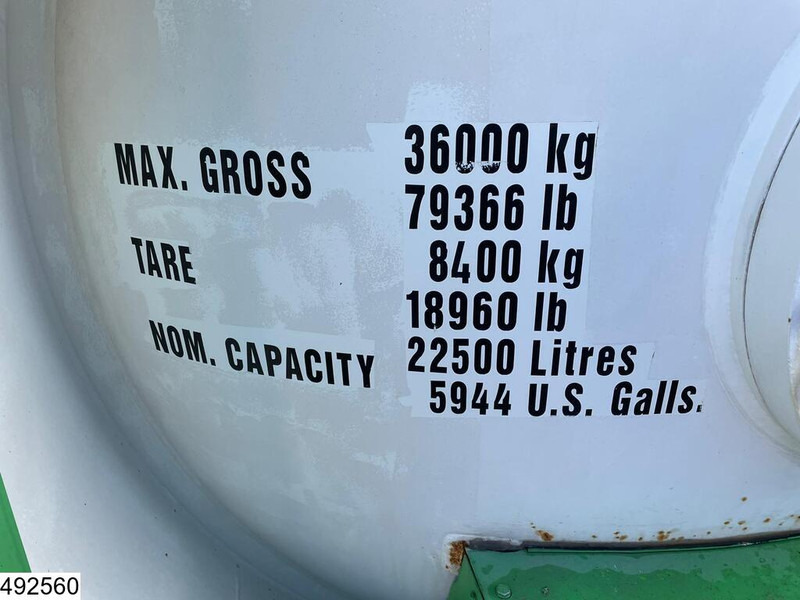 MAX. GROSS 36000 kg
79366 lb
TARE 8400 kg
18960 lb
NOM. CAPACITY 22500 Litres
5944 U.S. Galls.
492560